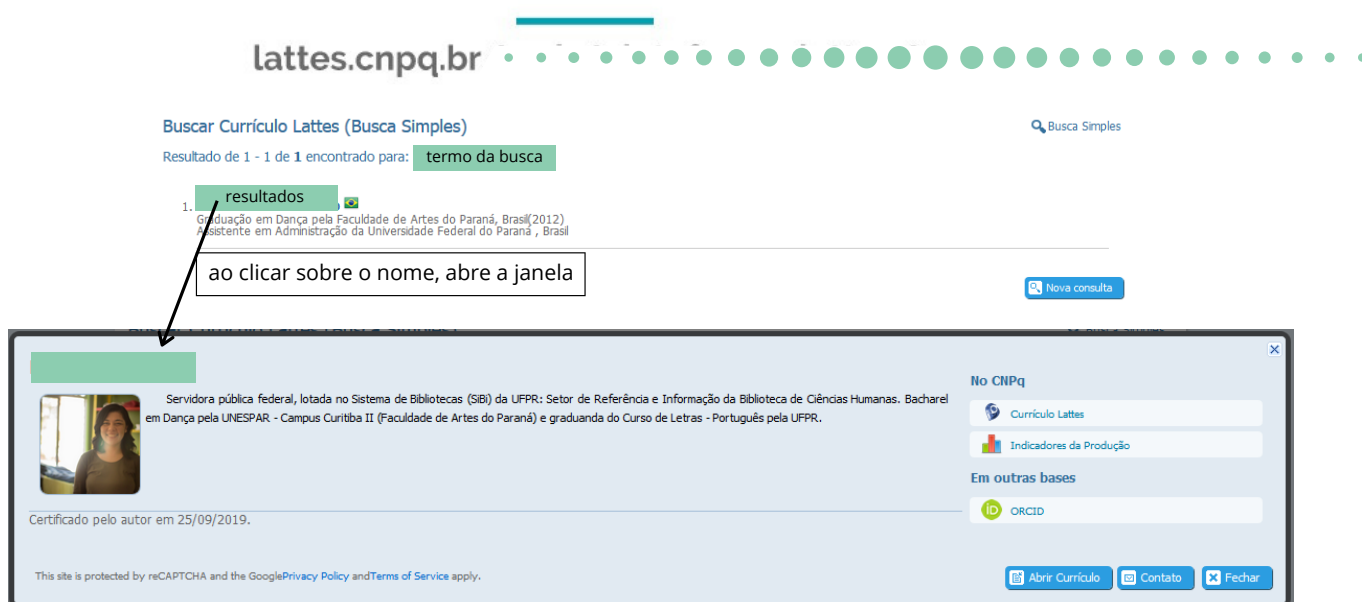 lattes.cnpq.br
Buscar Currículo Lattes (Busca Simples)
Busca Simples
Resultado de 1 - 1 de 1 encontrado para: termo da busca
1. resultados
Graduação em Dança pela Faculdade de Artes do Paraná, Brasil(2012)
Assistente em Administração da Universidade Federal do Paraná , Brasil
ao clicar sobre o nome, abre a janela
Nova consulta
Servidora pública federal, lotada no Sistema de Bibliotecas (SiBi) da UFPR: Setor de Referência e Informação da Biblioteca de Ciências Humanas. Bacharel
em Dança pela UNESPAR - Campus Curitiba II (Faculdade de Artes do Paraná) e graduanda do Curso de Letras - Português pela UFPR.
No CNPq
Currículo Lattes
Indicadores da Produção
Em outras bases
iD ORCID
Certificado pelo autor em 25/09/2019.
This site is protected by reCAPTCHA and the GooglePrivacy Policy andTerms of Service apply.
Abrir Currículo
Contato
Fechar